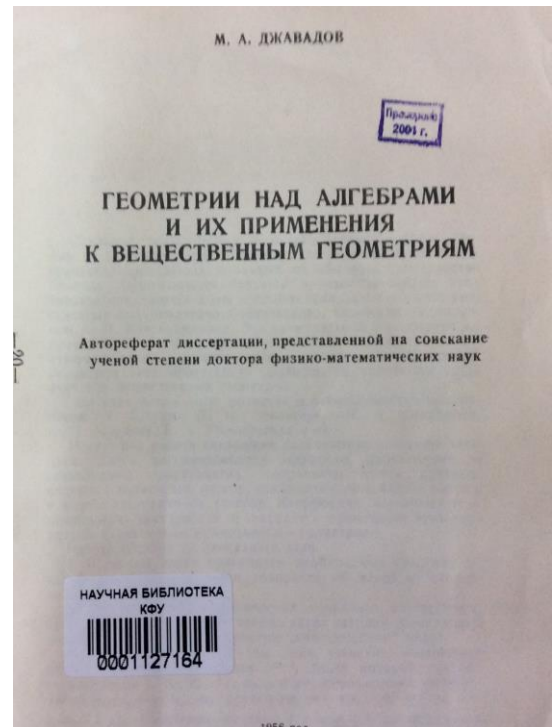 М. А. ДЖАВАДОВ
2001 г.
ГЕОМЕТРИИ НАД АЛГЕБРАМИ
И ИХ ПРИМЕНЕНИЯ
К ВЕЩЕСТВЕННЫМ ГЕОМЕТРИЯМ
Автореферат диссертации, представленной на соискание
ученой степени доктора физико-математических наук
—20—
НАУЧНАЯ БИБЛИОТЕКА
КФУ
0001127164